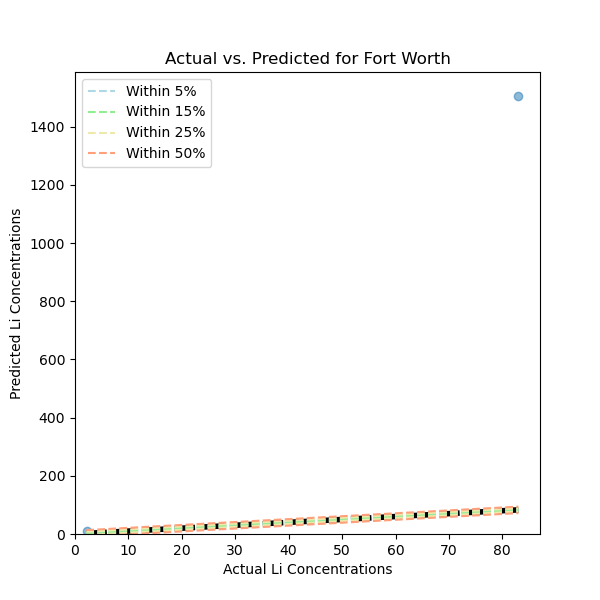 Actual vs. Predicted for Fort Worth
Within 5%
Within 15%
Within 25%
Within 50%
1400
1200
1000
800
600
400
200
0
Predicted Li Concentrations
0 10 20 30 40 50 60 70 80
Actual Li Concentrations